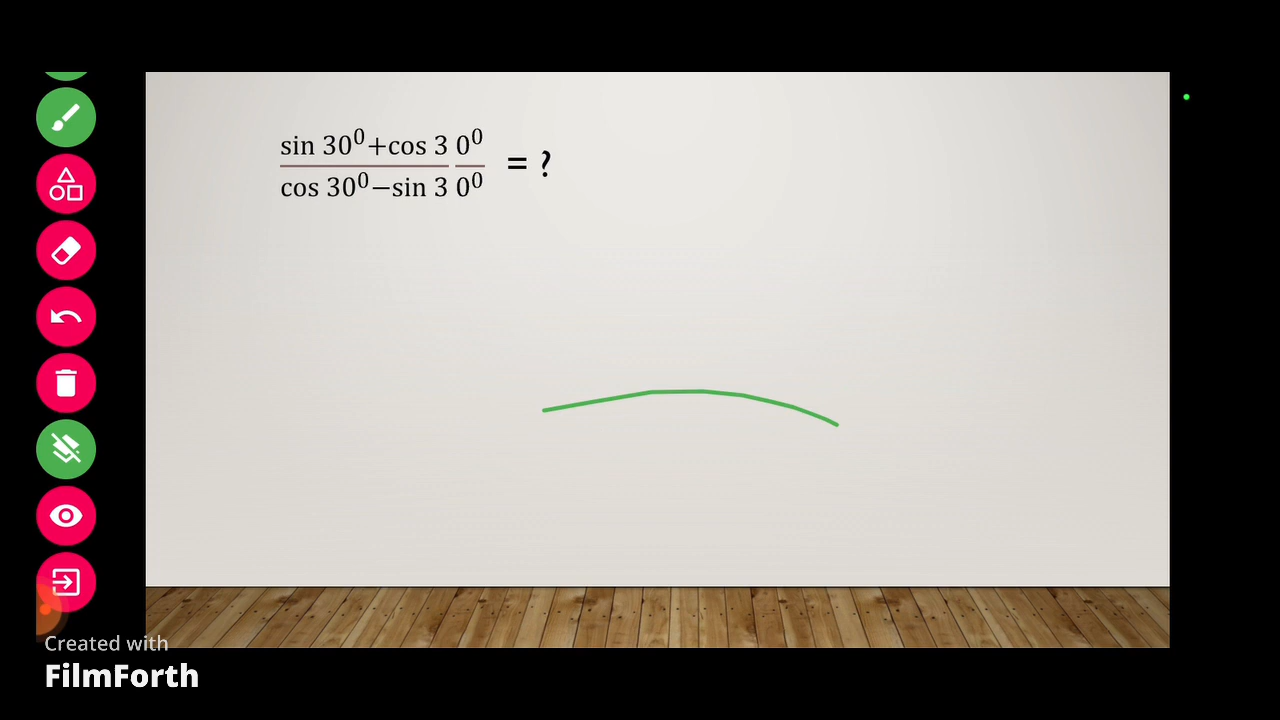 sin 30⁰+cos 3 0⁰
cos 30⁰−sin 3 0⁰
= ?
Created with
FilmForth